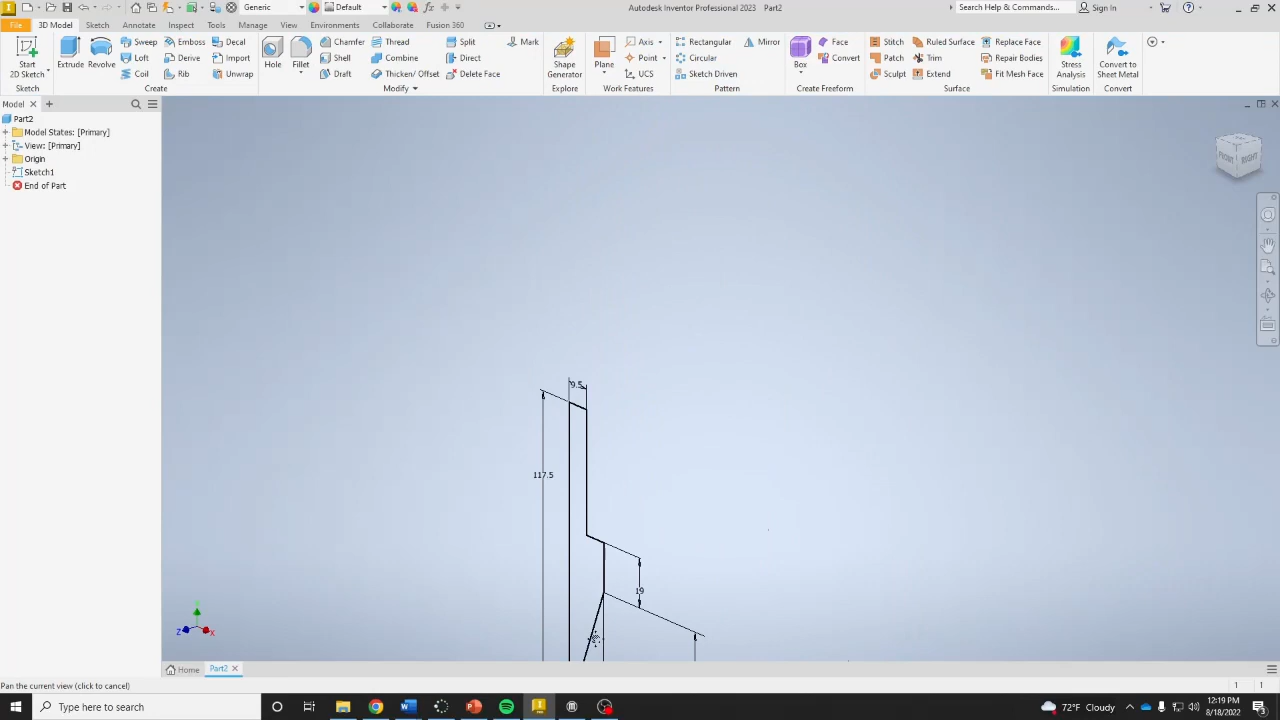 Generic
Default
Autodesk Inventor Professional 2023 Part2
Search Help & Commands...
Sign In
File
3D Model
Sketch
Annotate
Inspect
Tools
Manage
View
Environments
Collaborate
Fusion 360
Start
2D Sketch
Extrude
Revolve
Sweep
Emboss
Decal
Loft
Derive
Import
Coil
Rib
Unwrap
Hole
Fillet
Chamfer
Thread
Shell
Combine
Draft
Thicken/ Offset
Split
Direct
Delete Face
Mark
Shape
Generator
Plane
Axis
Point
UCS
Rectangular
Mirror
Circular
Sketch Driven
Box
Face
Convert
Stitch
Ruled Surface
Replace Face
Patch
Trim
Repair Bodies
Sculpt
Extend
Fit Mesh Face
Stress
Analysis
Convert to
Sheet Metal
Sketch
Create
Modify
Explore
Work Features
Pattern
Create Freeform
Surface
Simulation
Convert
Model
Part2
Model States: [Primary]
View: [Primary]
Origin
Sketch1
End of Part
FRONT
RIGHT
9.5
117.5
19
Z
X
Home
Part2
Pan the current view (click to cancel)
1 1
Type here to search
72°F Cloudy
12:19 PM
8/18/2022